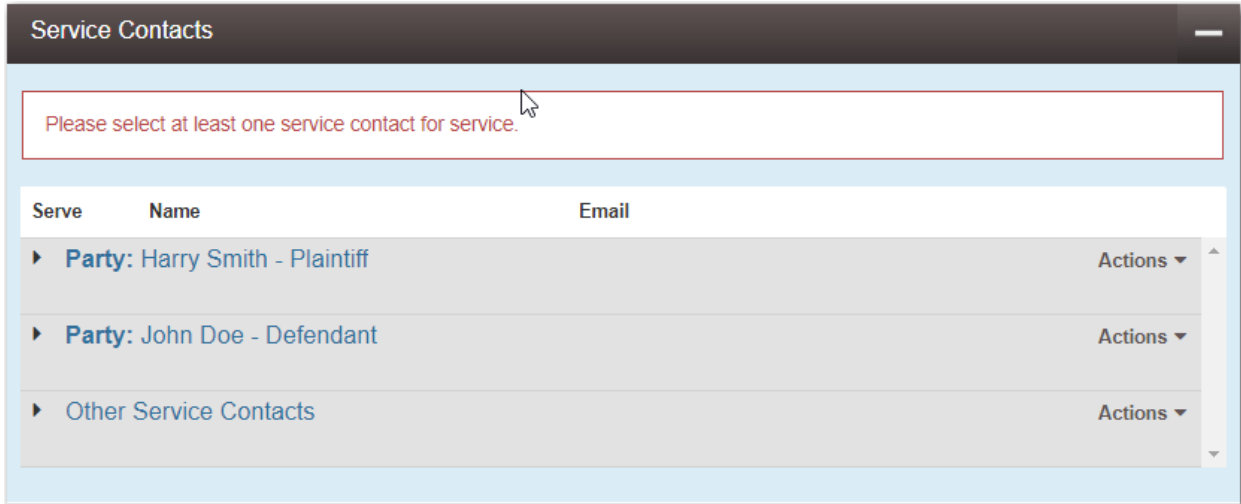 Service Contacts
Please select at least one service contact for service.
Serve Name Email
Party: Harry Smith - Plaintiff Actions
Party: John Doe - Defendant Actions
Other Service Contacts Actions